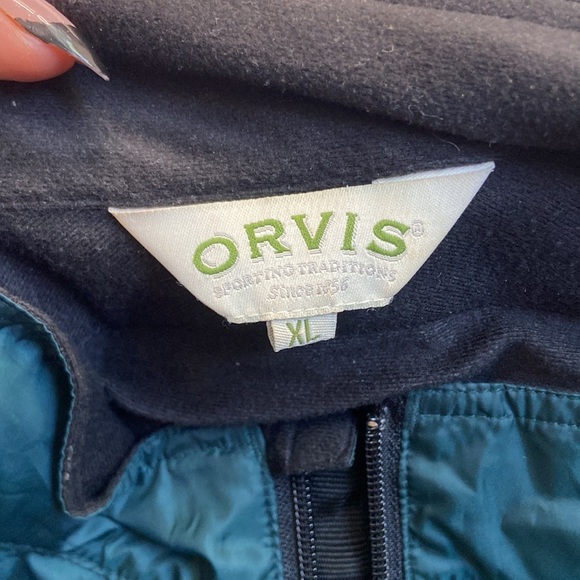 ORVIS®
SPORTING TRADITIONS
Since 1856
XL